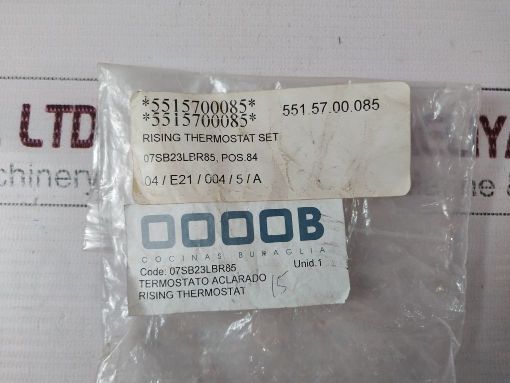 *5515700085*
*5515700085*
551.57.00.085
RISING THERMOSTAT SET
07SB23LBR85, POS.84
04 / E21 / 004 / 5 / A
OOOOB
COCINAS BURAGLIA
Code: 07SB23LBR85 Unid.1
TERMOSTATO ACLARADO
RISING THERMOSTAT
15
LTD
chinery